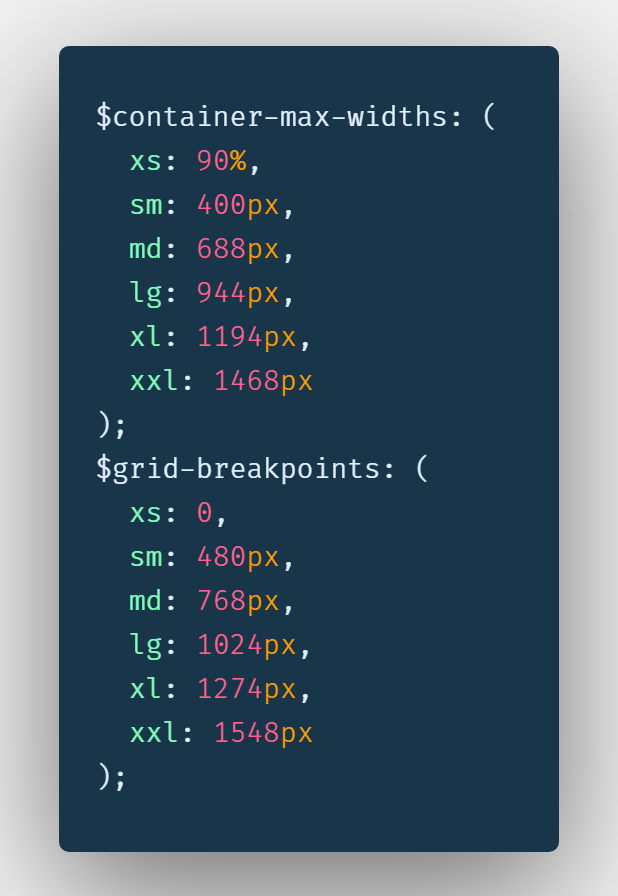 $container-max-widths: (
  xs: 90%,
  sm: 400px,
  md: 688px,
  lg: 944px,
  xl: 1194px,
  xxl: 1468px
);
$grid-breakpoints: (
  xs: 0,
  sm: 480px,
  md: 768px,
  lg: 1024px,
  xl: 1274px,
  xxl: 1548px
);